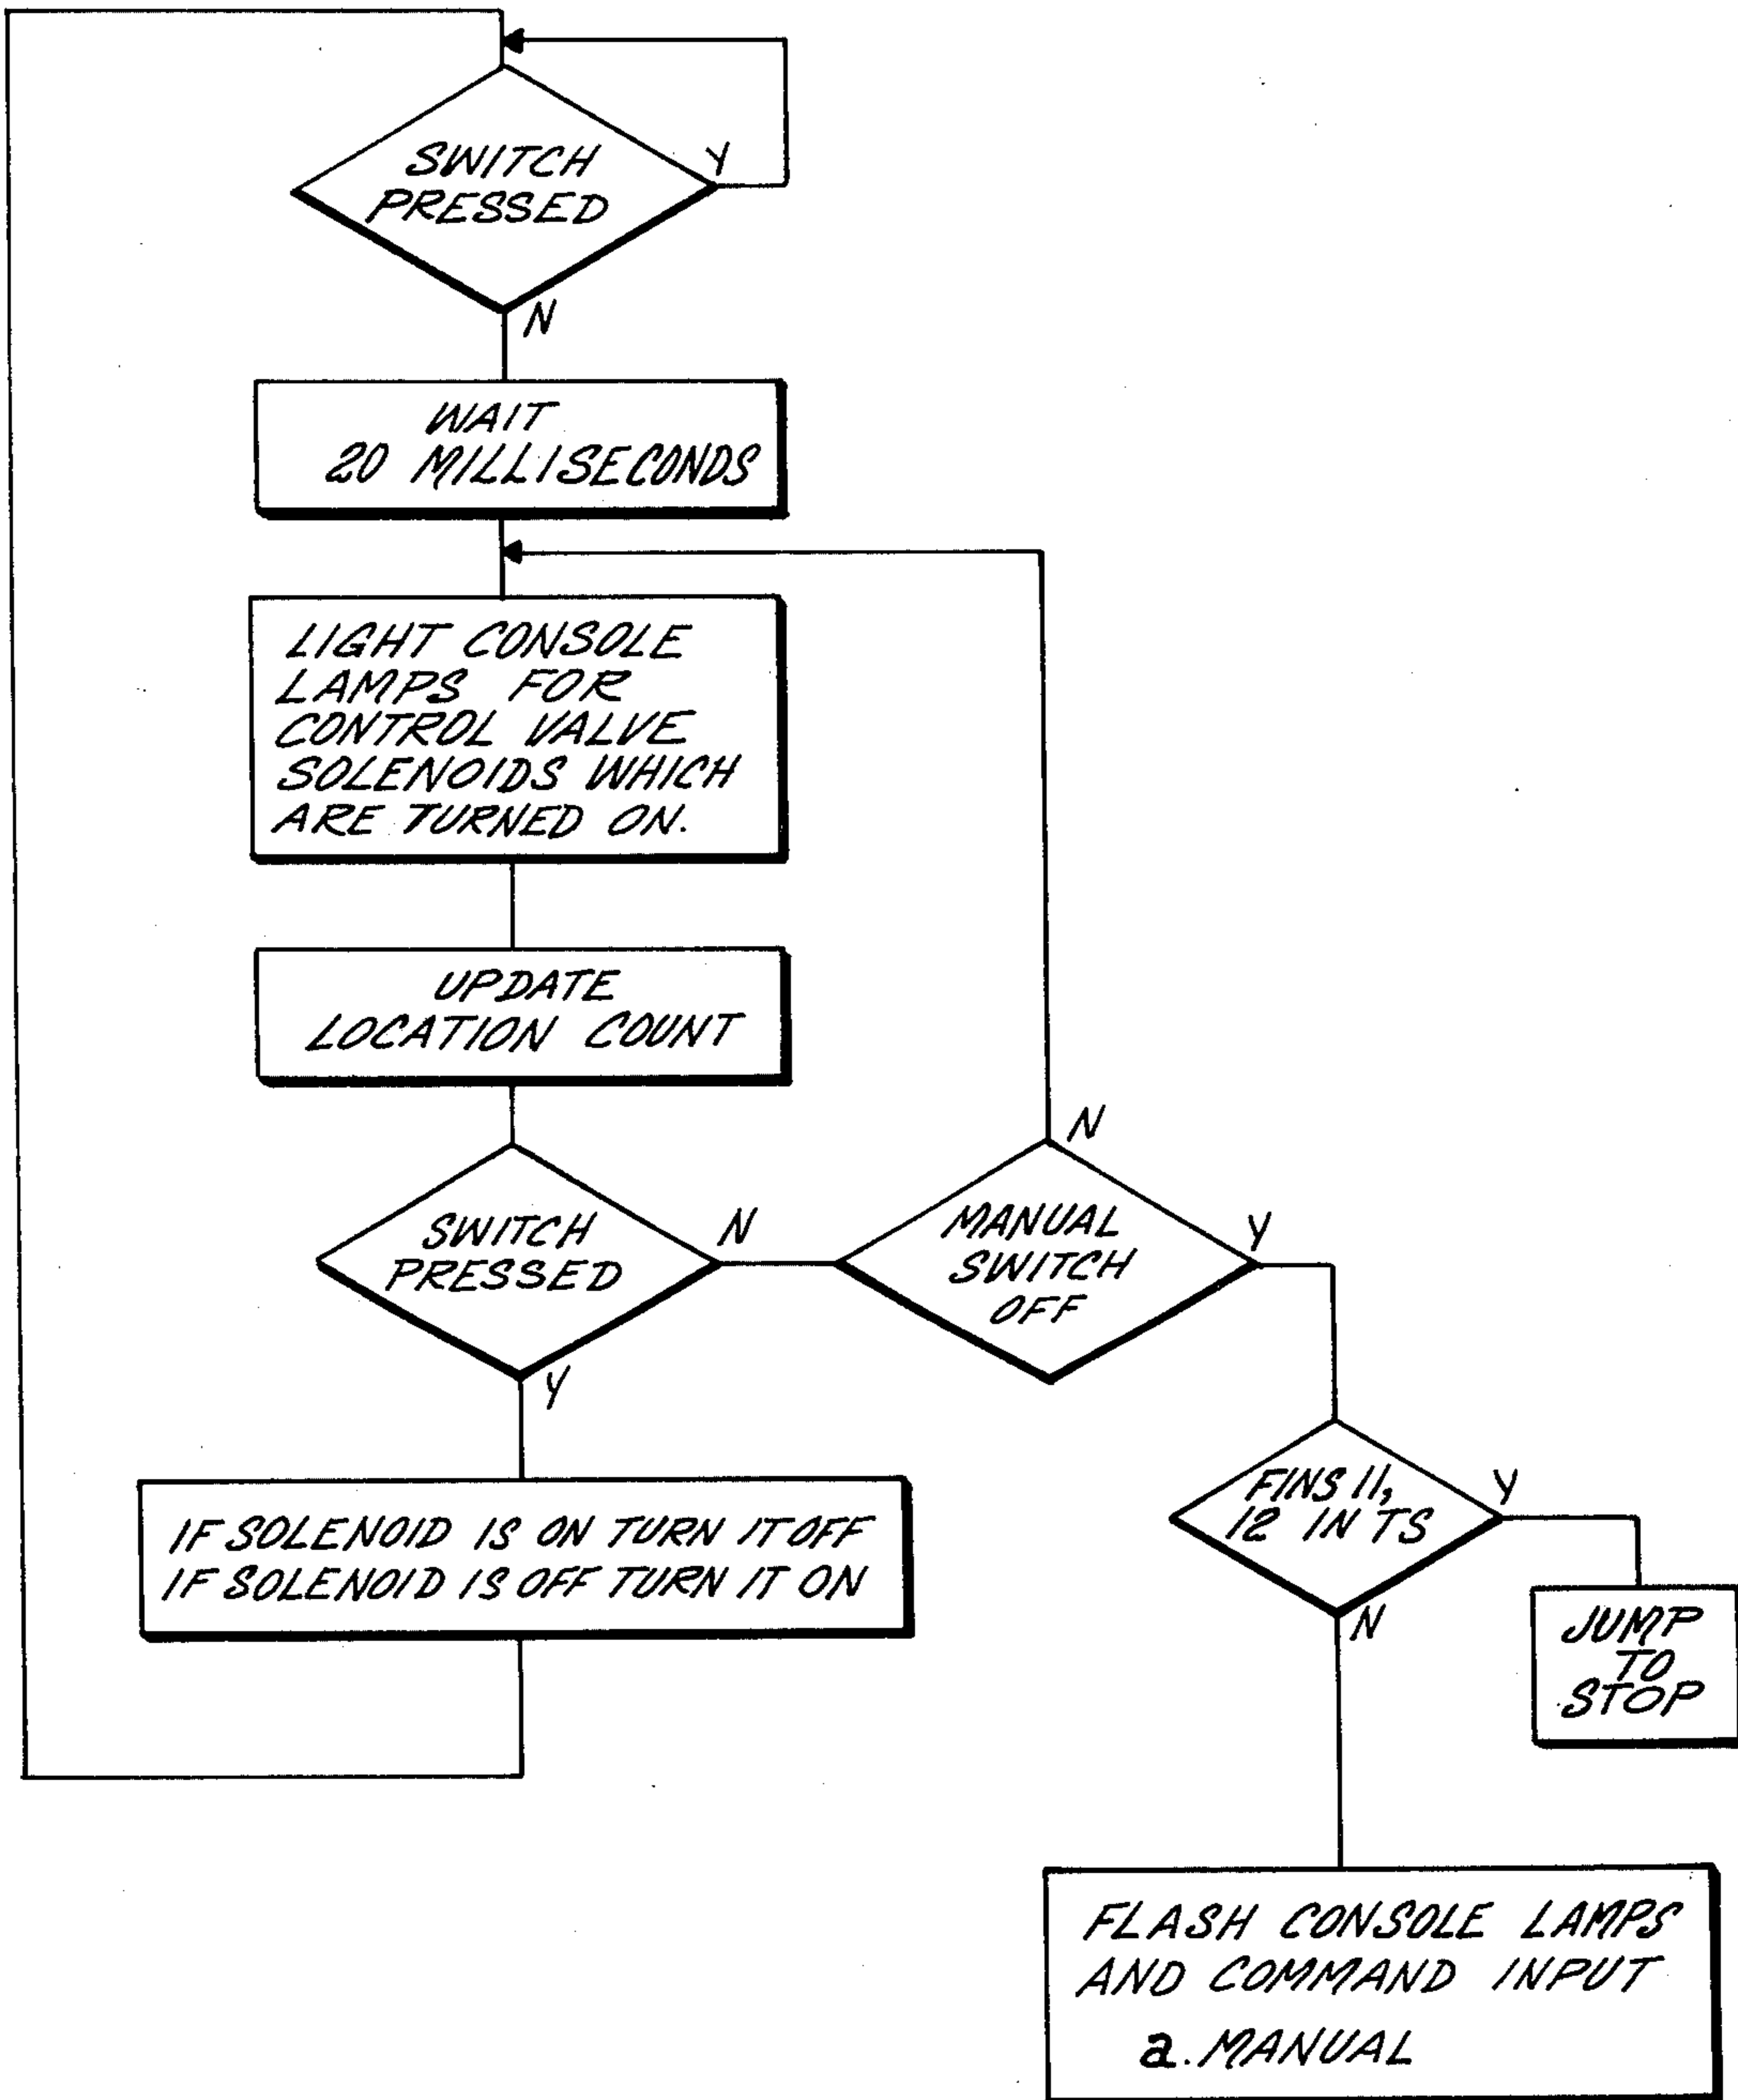 SWITCH
PRESSED
Y
N
WAIT
20 MILLISECONDS
LIGHT CONSOLE
LAMPS FOR
CONTROL VALVE
SOLENOIDS WHICH
ARE TURNED ON.
UPDATE
LOCATION COUNT
SWITCH
PRESSED
N
Y
MANUAL
SWITCH
OFF
N
Y
IF SOLENOID IS ON TURN IT OFF
IF SOLENOID IS OFF TURN IT ON
FINS 11,
12 IN TS
Y
N
JUMP
TO
STOP
FLASH CONSOLE LAMPS
AND COMMAND INPUT
a. MANUAL